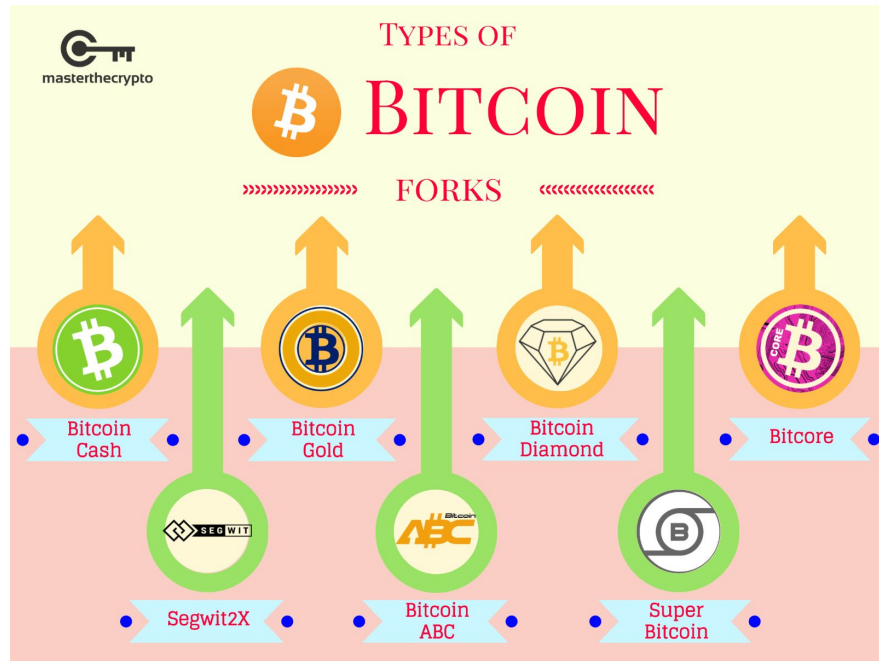 masterthecrypto
TYPES OF
BITCOIN
FORKS
Bitcoin
Cash
Bitcoin
Gold
Bitcoin
Diamond
CORE
Bitcore
SEGWIT
Segwit2X
Bitcoin
ABC
Bitcoin
ABC
B
Super
Bitcoin